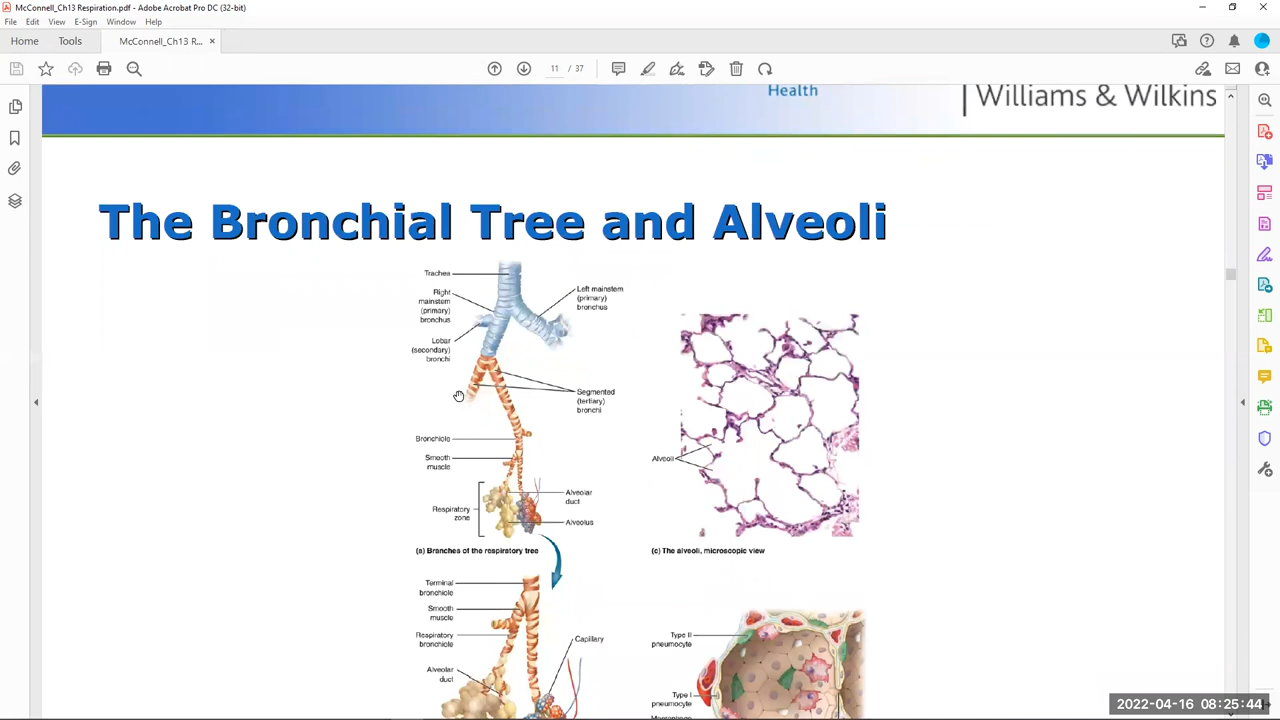 McConnell_Ch13 Respiration.pdf - Adobe Acrobat Pro DC (32-bit)
File Edit View E-Sign Window Help
Home Tools McConnell_Ch13 R... ×
11 / 37
Health
Williams & Wilkins
The Bronchial Tree and Alveoli
Trachea
Right
mainstem
(primary)
bronchus
Left mainstem
(primary)
bronchus
Lobar
(secondary)
bronchi
Segmented
(tertiary)
bronchi
Bronchiole
Smooth
muscle
Respiratory
zone
Alveolar
duct
Alveolus
Alveoli
(a) Branches of the respiratory tree
(c) The alveoli, microscopic view
Terminal
bronchiole
Smooth
muscle
Respiratory
bronchiole
Alveolar
duct
Capillary
Type II
pneumocyte
Type I
pneumocyte
Macrophage
2022-04-16 08:25:44